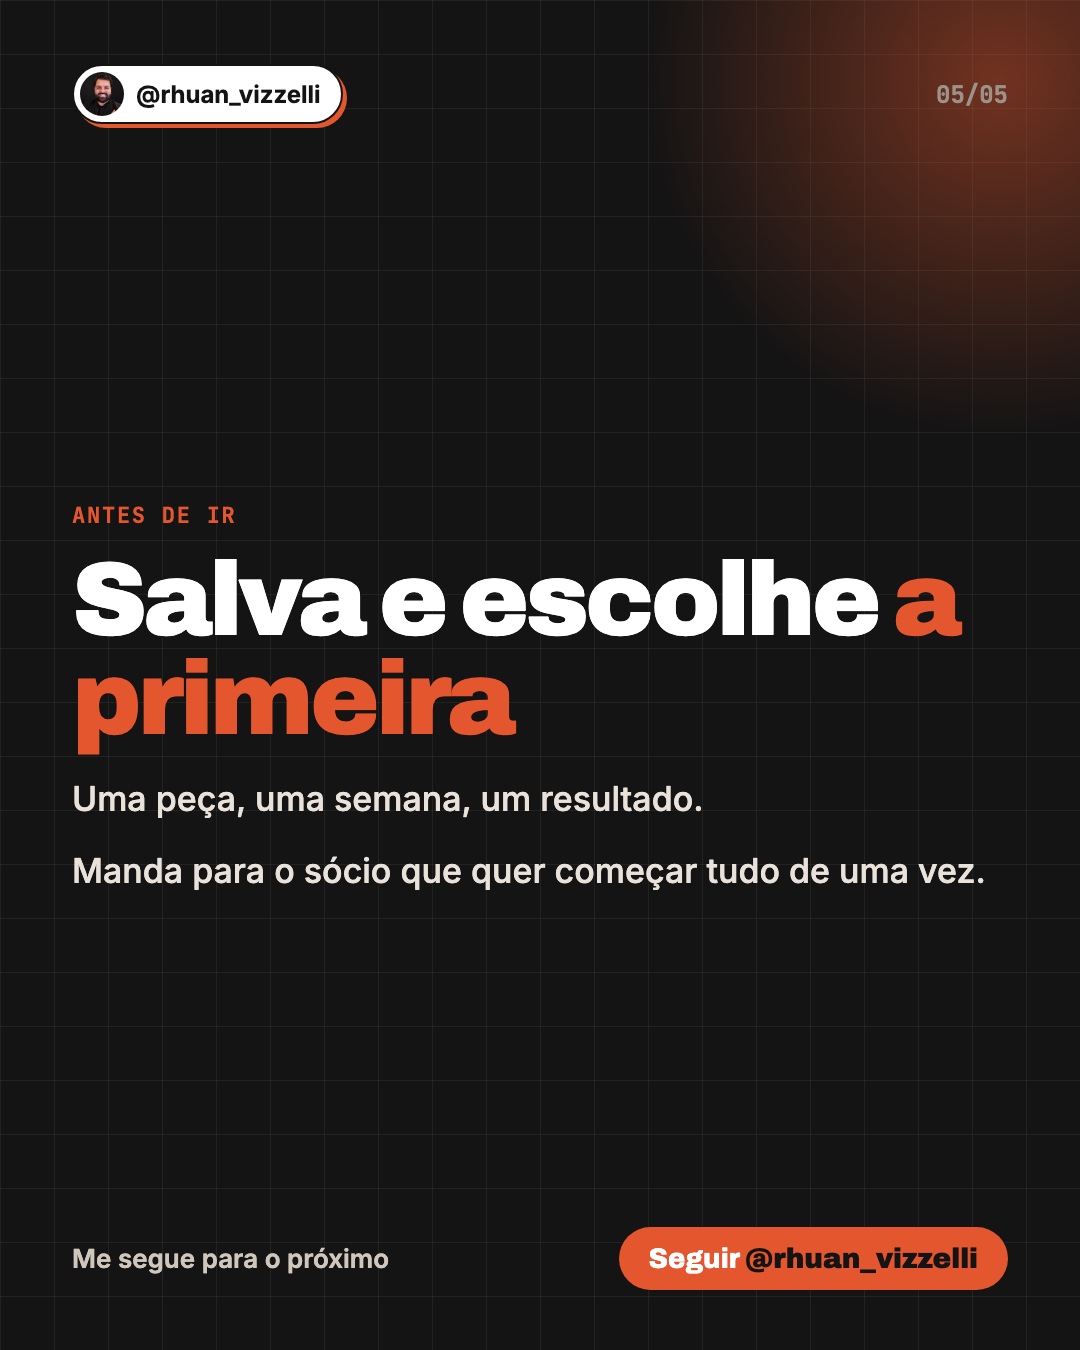 @rhuan_vizzelli
05/05
ANTES DE IR
Salva e escolhe a
primeira
Uma peça, uma semana, um resultado.
Manda para o sócio que quer começar tudo de uma vez.
Me segue para o próximo
Seguir @rhuan_vizzelli